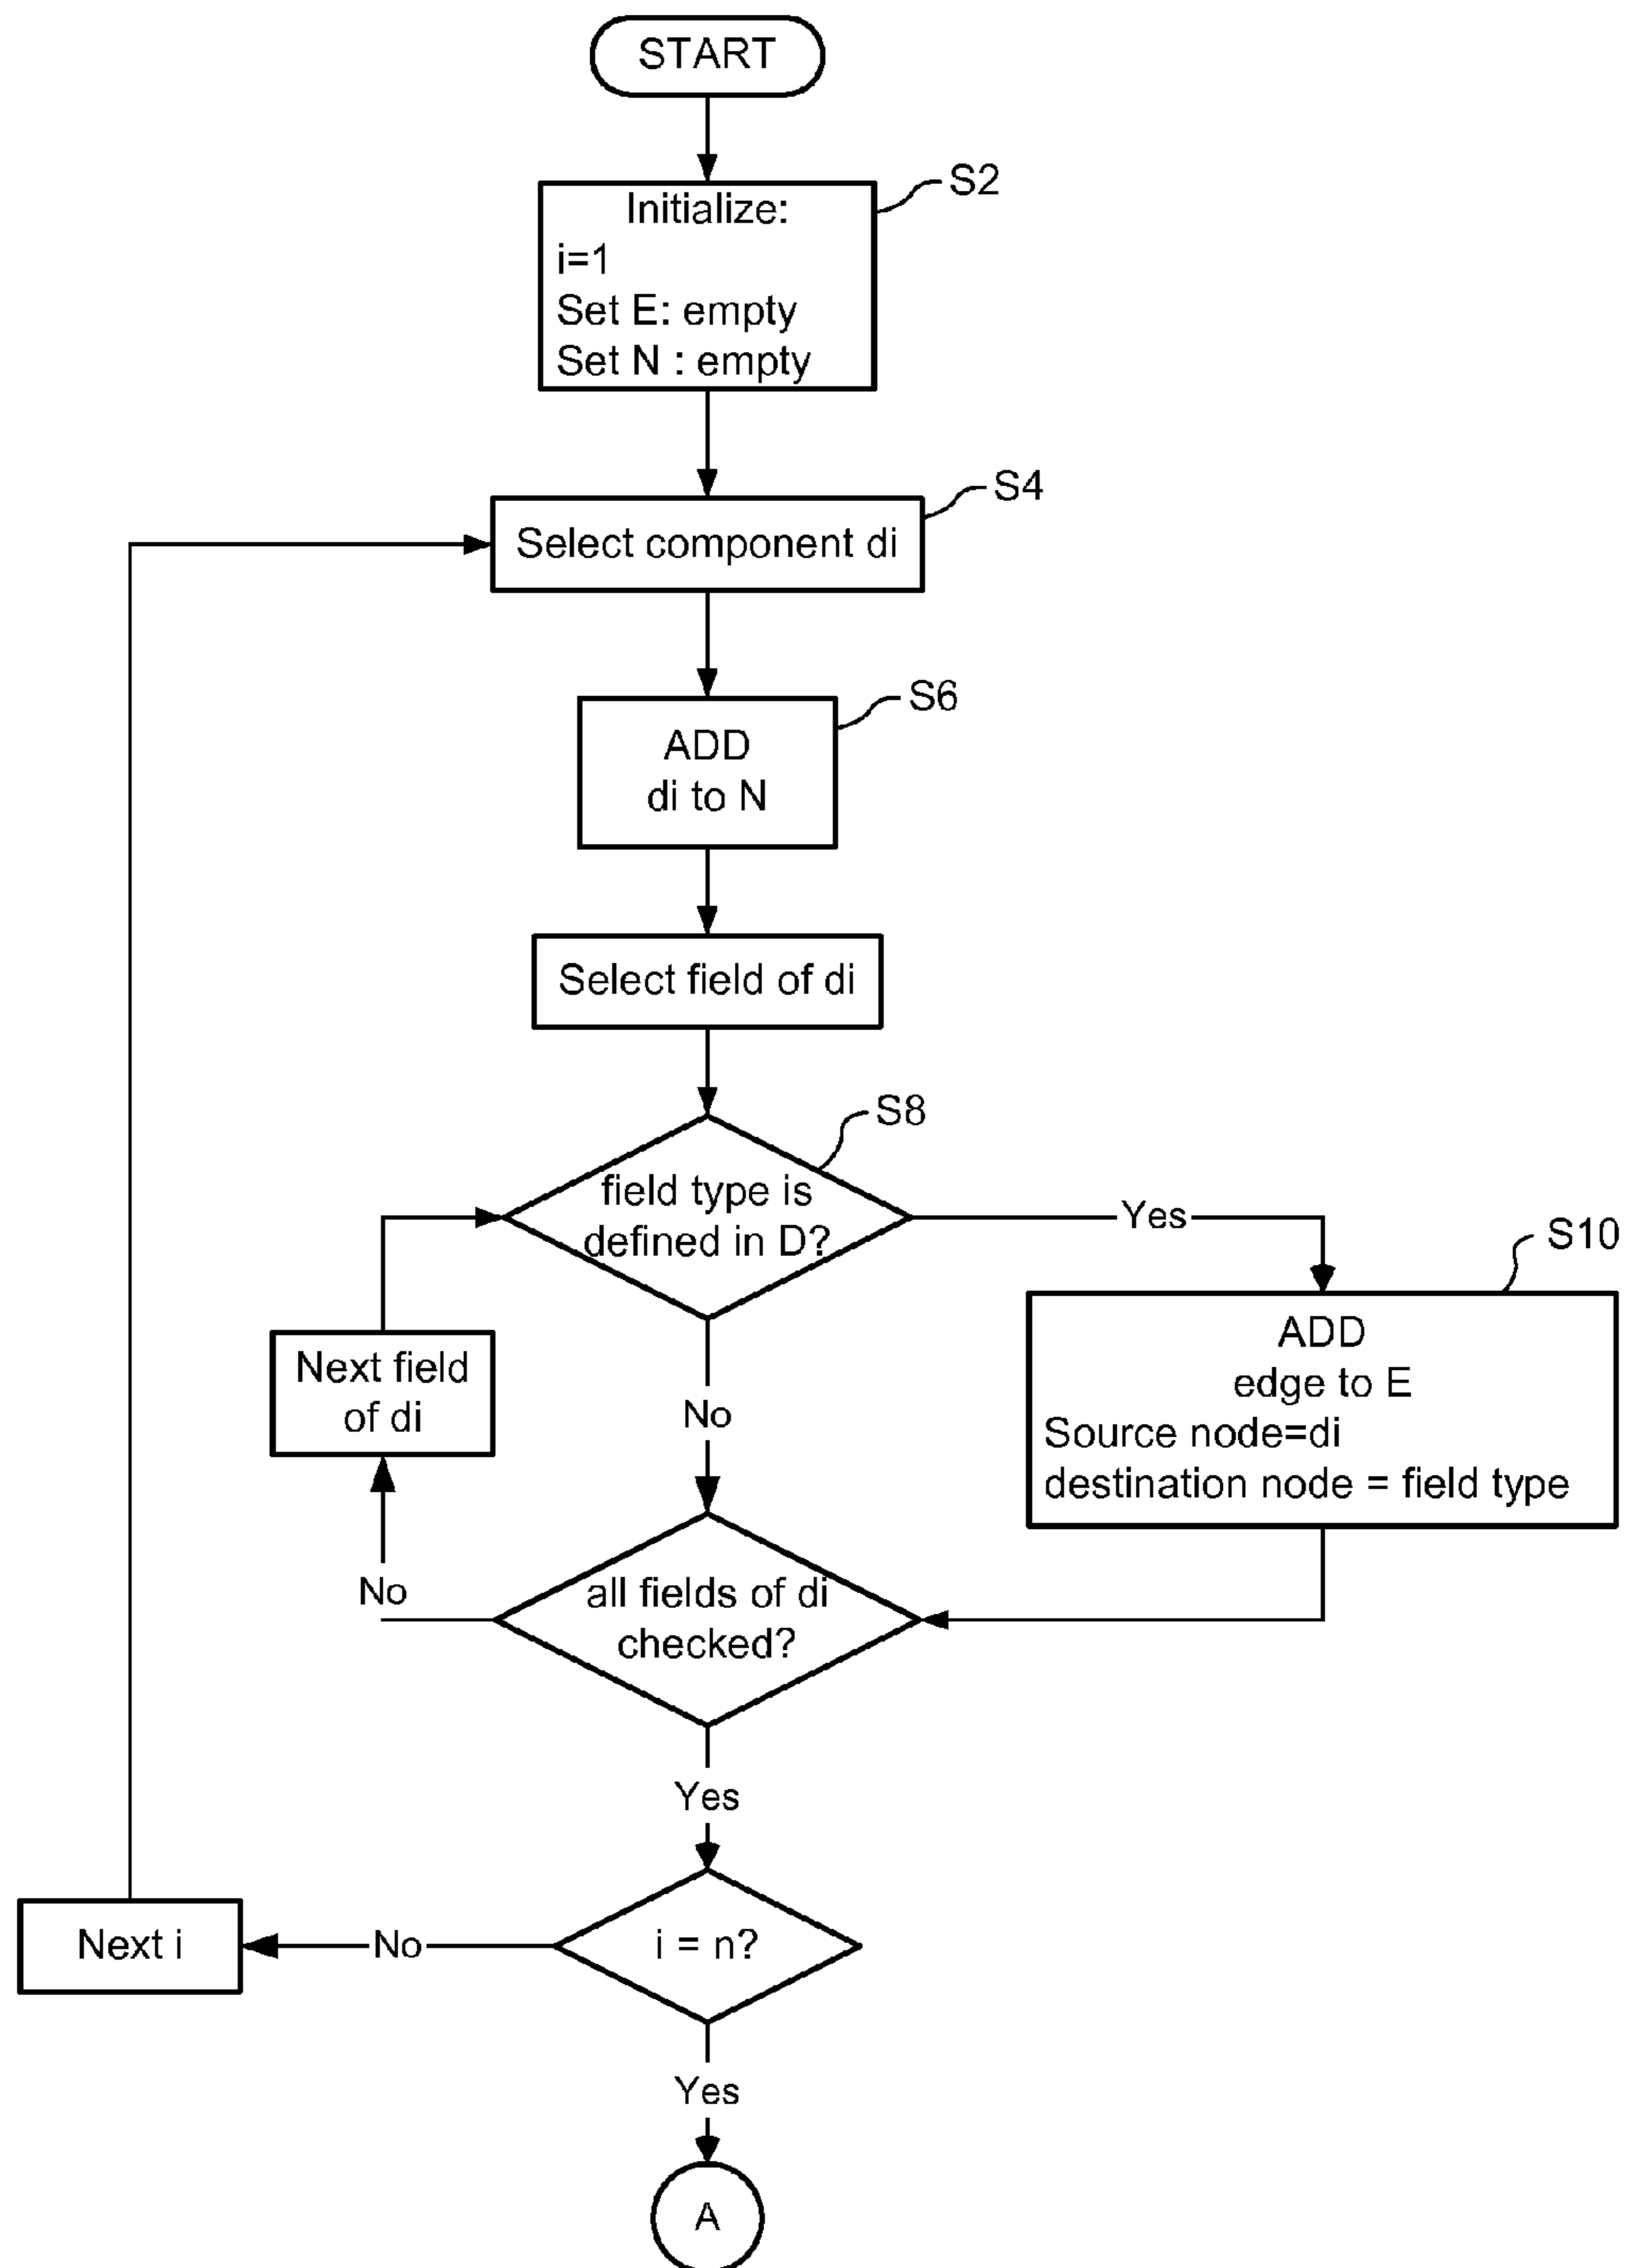 START
S2
Initialize:
i=1
Set E: empty
Set N : empty
S4
Select component di
S6
ADD
di to N
Select field of di
S8
field type is
defined in D?
Yes
S10
ADD
edge to E
Source node=di
destination node = field type
Next field
of di
No
No
all fields of di
checked?
Yes
Next i
No
i = n?
Yes
A